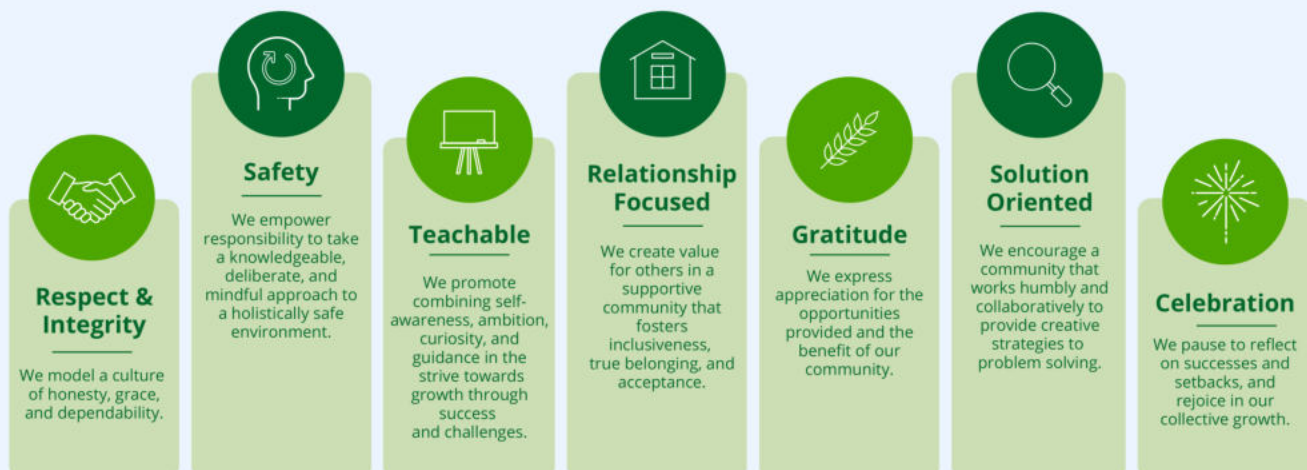 Respect &
Integrity
We model a culture
of honesty, grace,
and dependability.
Safety
We empower
responsibility to take
a knowledgeable,
deliberate, and
mindful approach to
a holistically safe
environment.
Teachable
We promote
combining self-
awareness, ambition,
curiosity, and
guidance in the
strive towards
growth through
success
and challenges.
Relationship
Focused
We create value
for others in a
supportive
community that
fosters
inclusiveness,
true belonging, and
acceptance.
Gratitude
We express
appreciation for the
opportunities
provided and the
benefit of our
community.
Solution
Oriented
We encourage a
community that
works humbly and
collaboratively to
provide creative
strategies to
problem solving.
Celebration
We pause to reflect
on successes and
setbacks, and
rejoice in our
collective growth.